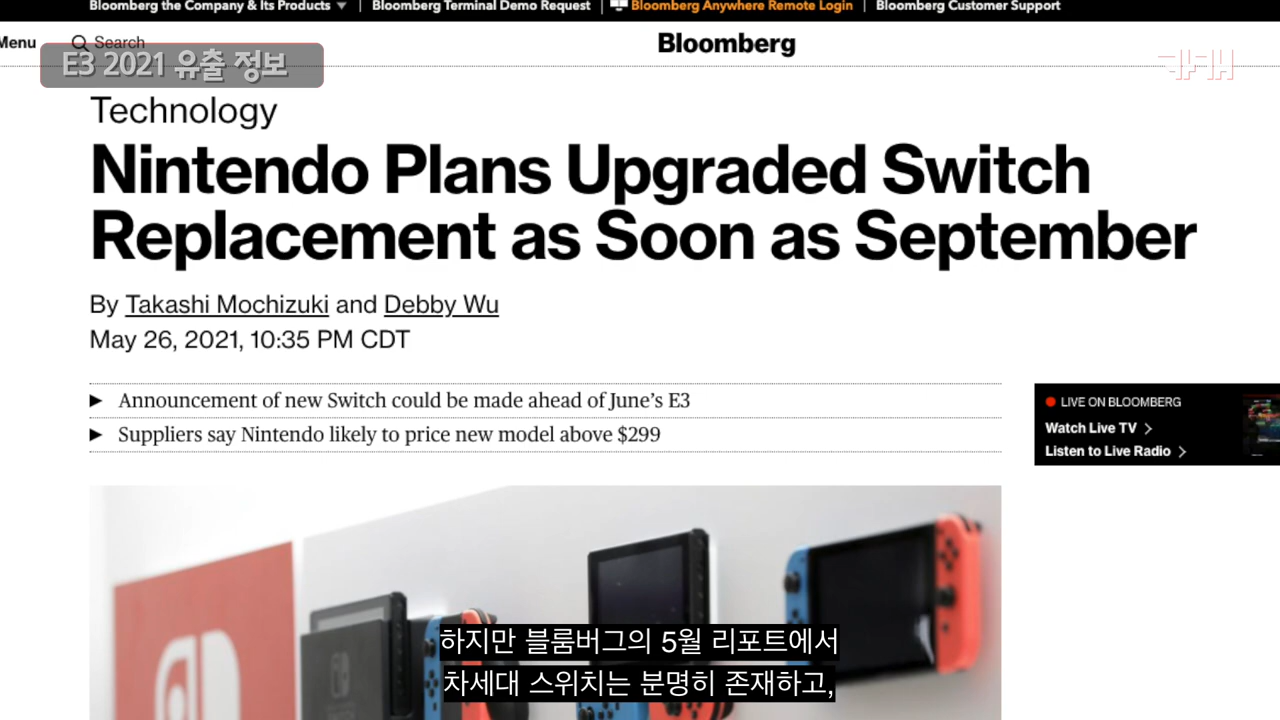 Bloomberg the Company & Its Products ▼ | Bloomberg Terminal Demo Request | Bloomberg Anywhere Remote Login | Bloomberg Customer Support
Menu Search
Bloomberg
E3 2021 유출 정보
Technology
Nintendo Plans Upgraded Switch
Replacement as Soon as September
By Takashi Mochizuki and Debby Wu
May 26, 2021, 10:35 PM CDT
► Announcement of new Switch could be made ahead of June's E3
► Suppliers say Nintendo likely to price new model above $299
LIVE ON BLOOMBERG
Watch Live TV >
Listen to Live Radio >
하지만 블룸버그의 5월 리포트에서
차세대 스위치는 분명히 존재하고,